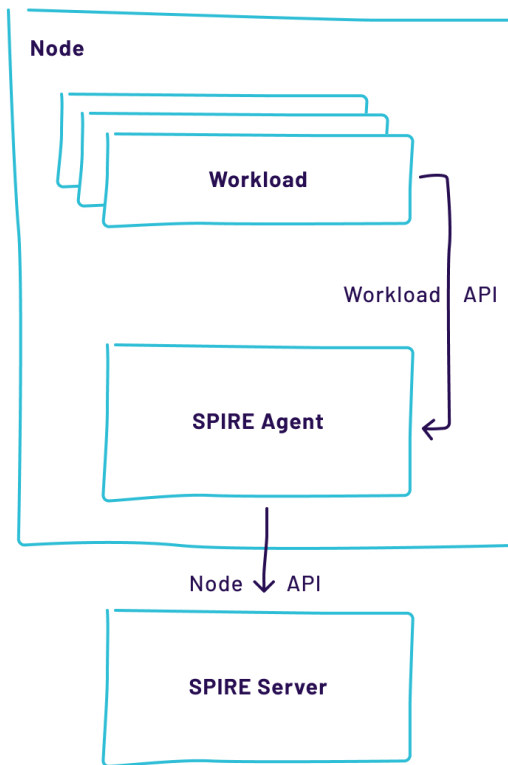 Node
Workload
Workload API
SPIRE Agent
Node API
SPIRE Server